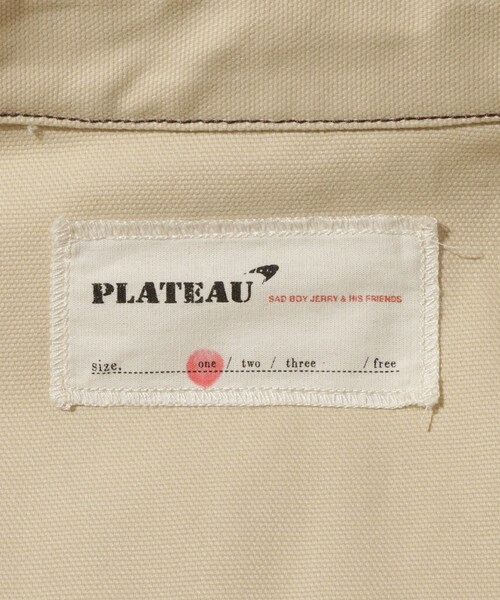 PLATEAU SAD BOY JERRY & HIS FRIENDS
size. one / two / three / free